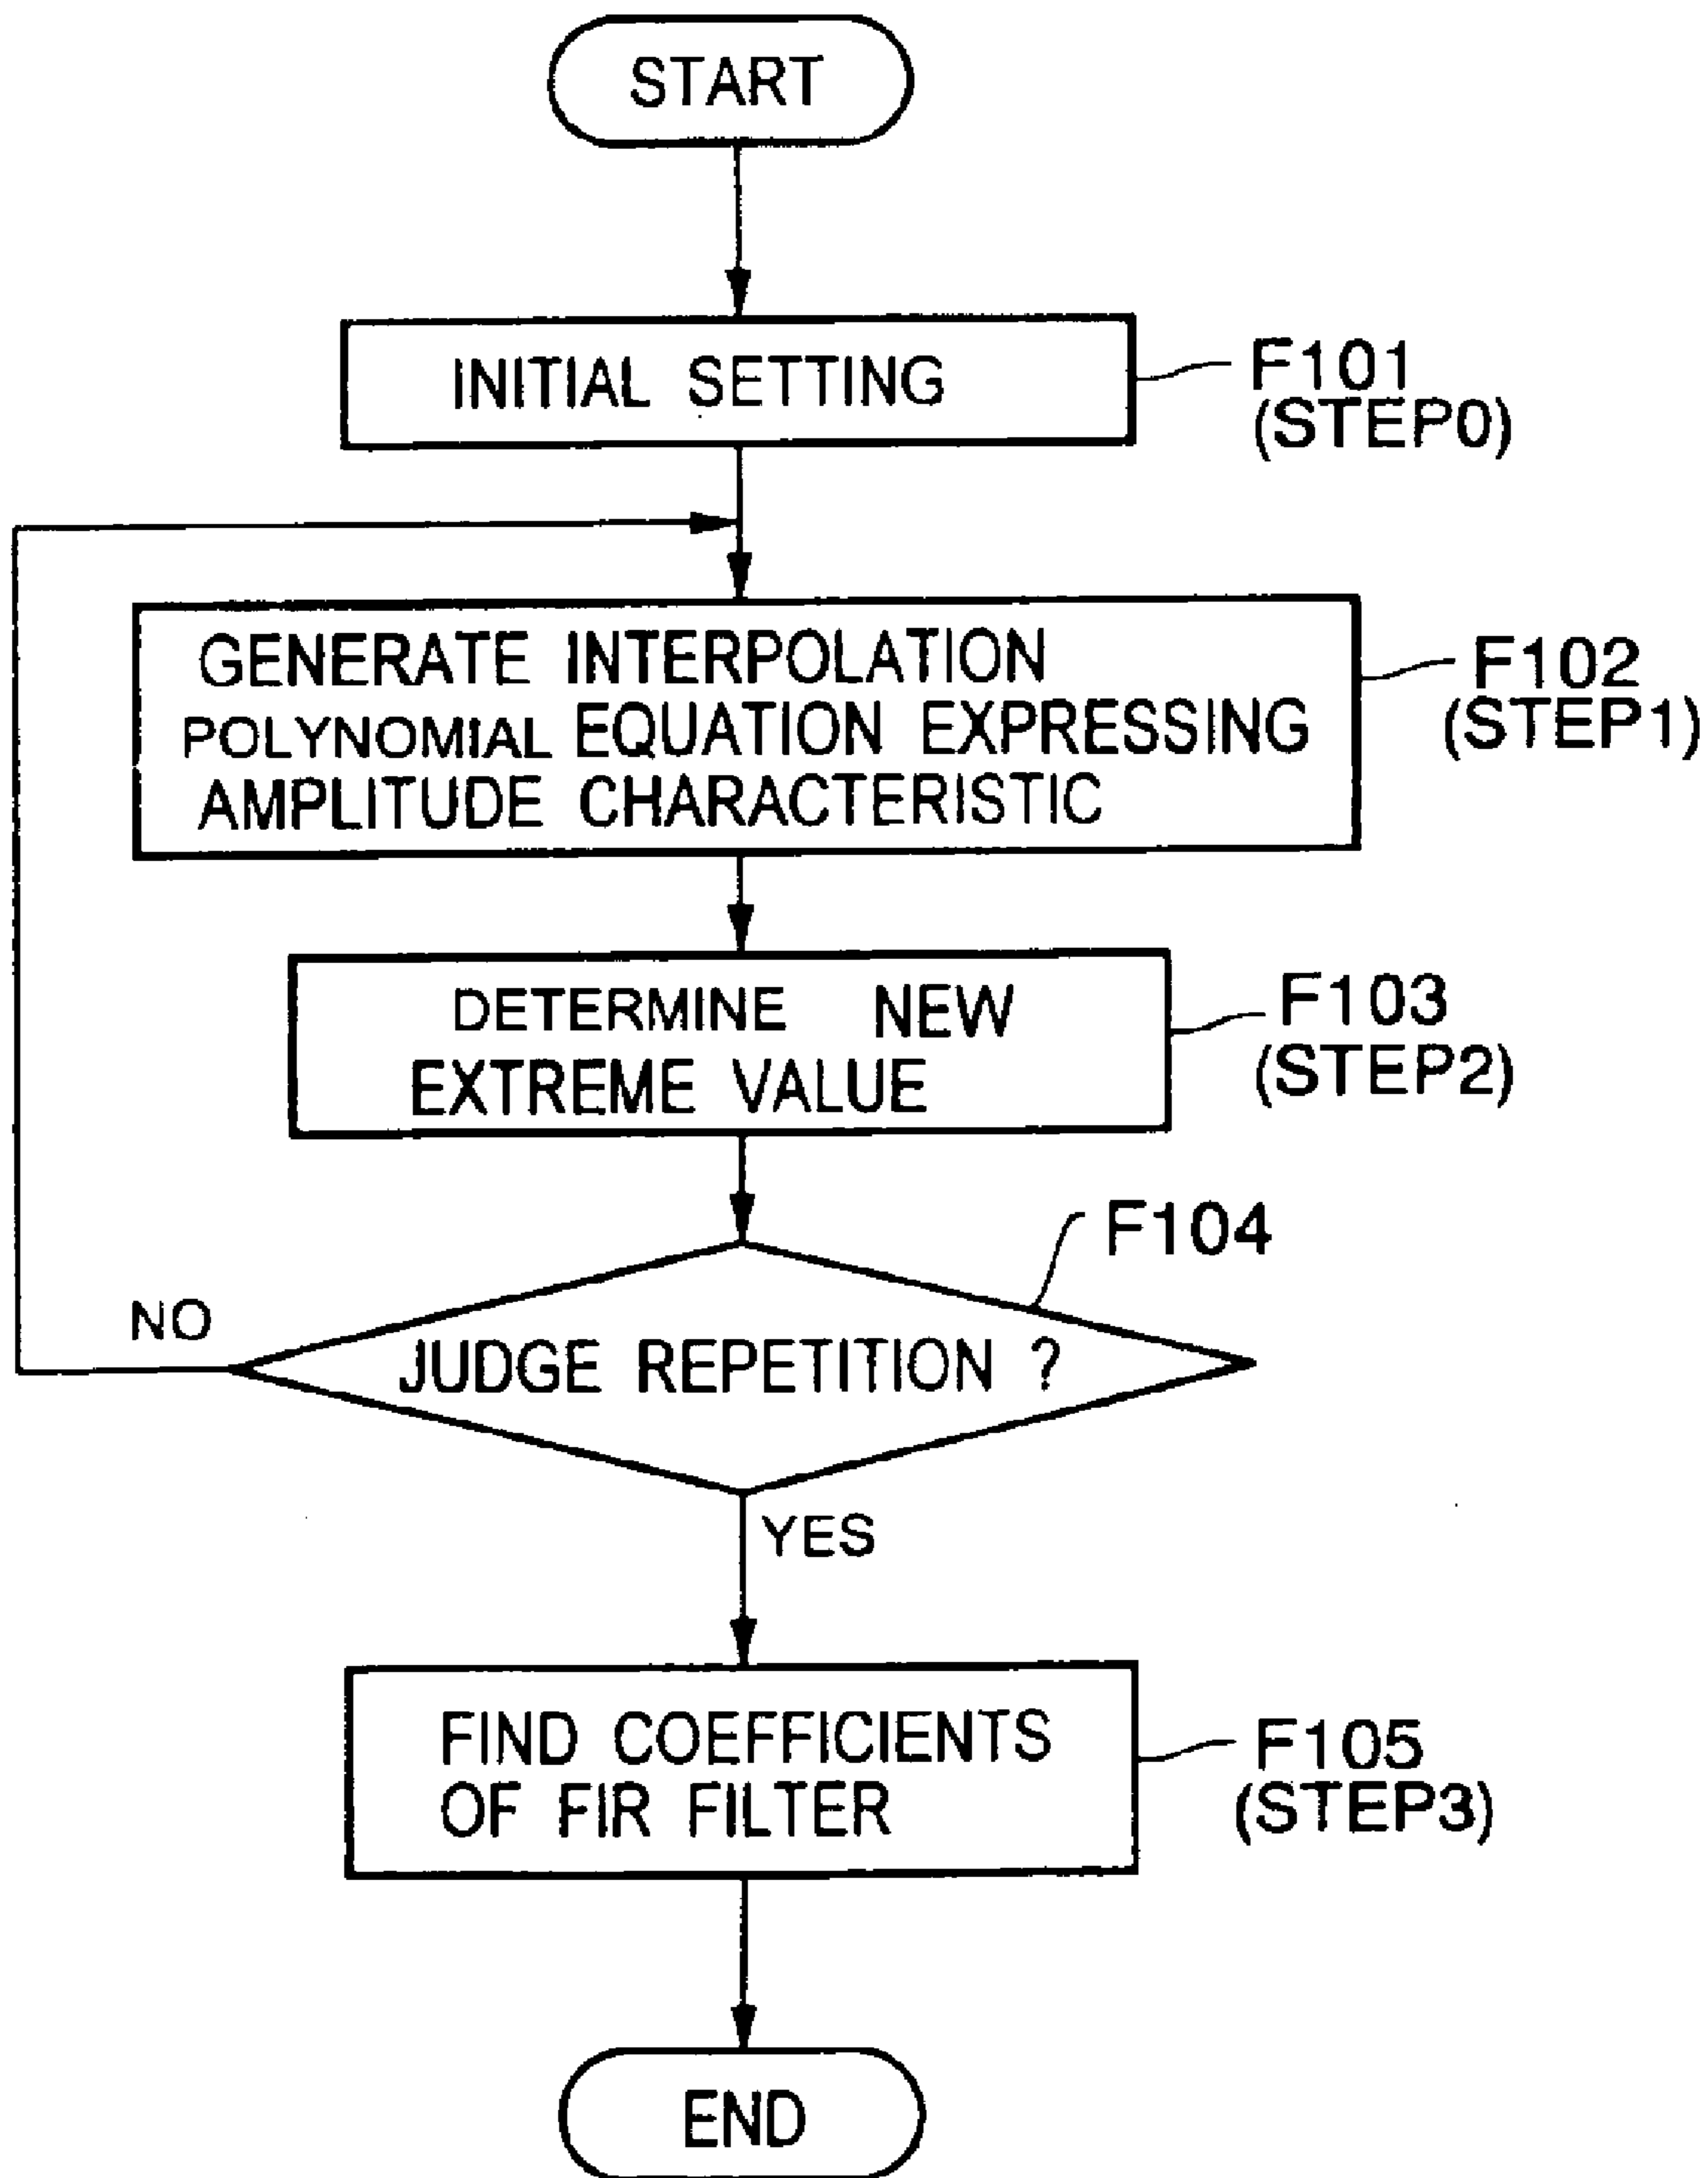 START
INITIAL SETTING
F101
(STEP0)
GENERATE INTERPOLATION
POLYNOMIAL EQUATION EXPRESSING
AMPLITUDE CHARACTERISTIC
F102
(STEP1)
DETERMINE NEW
EXTREME VALUE
F103
(STEP2)
F104
NO
JUDGE REPETITION ?
YES
FIND COEFFICIENTS
OF FIR FILTER
F105
(STEP3)
END